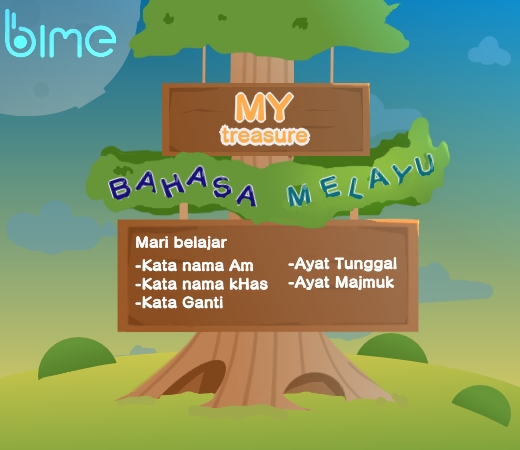 bime
MY
treasure
BAHASA MELAYU
Mari belajar
-Kata nama Am
-Kata nama kHas
-Kata Ganti
-Ayat Tunggal
-Ayat Majmuk